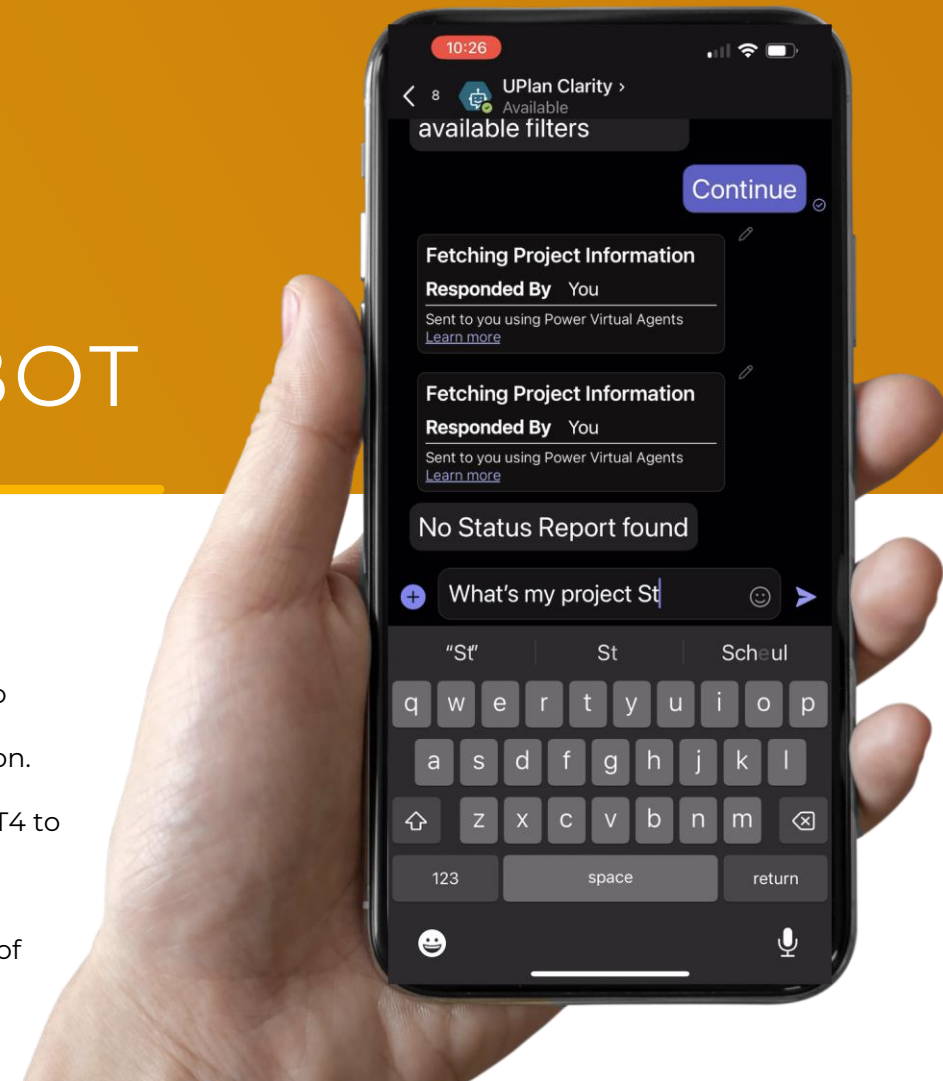 10:26
8
UPlan Clarity ›
Available
available filters
Continue
Fetching Project Information
Responded By You
Sent to you using Power Virtual Agents
Learn more
Fetching Project Information
Responded By You
Sent to you using Power Virtual Agents
Learn more
BOT
No Status Report found
What's my project St
"St" St Scheul
q w e r t y u i o p
a s d f g h j k l
on.
T4 to
z x c v b n m
123 space return
of